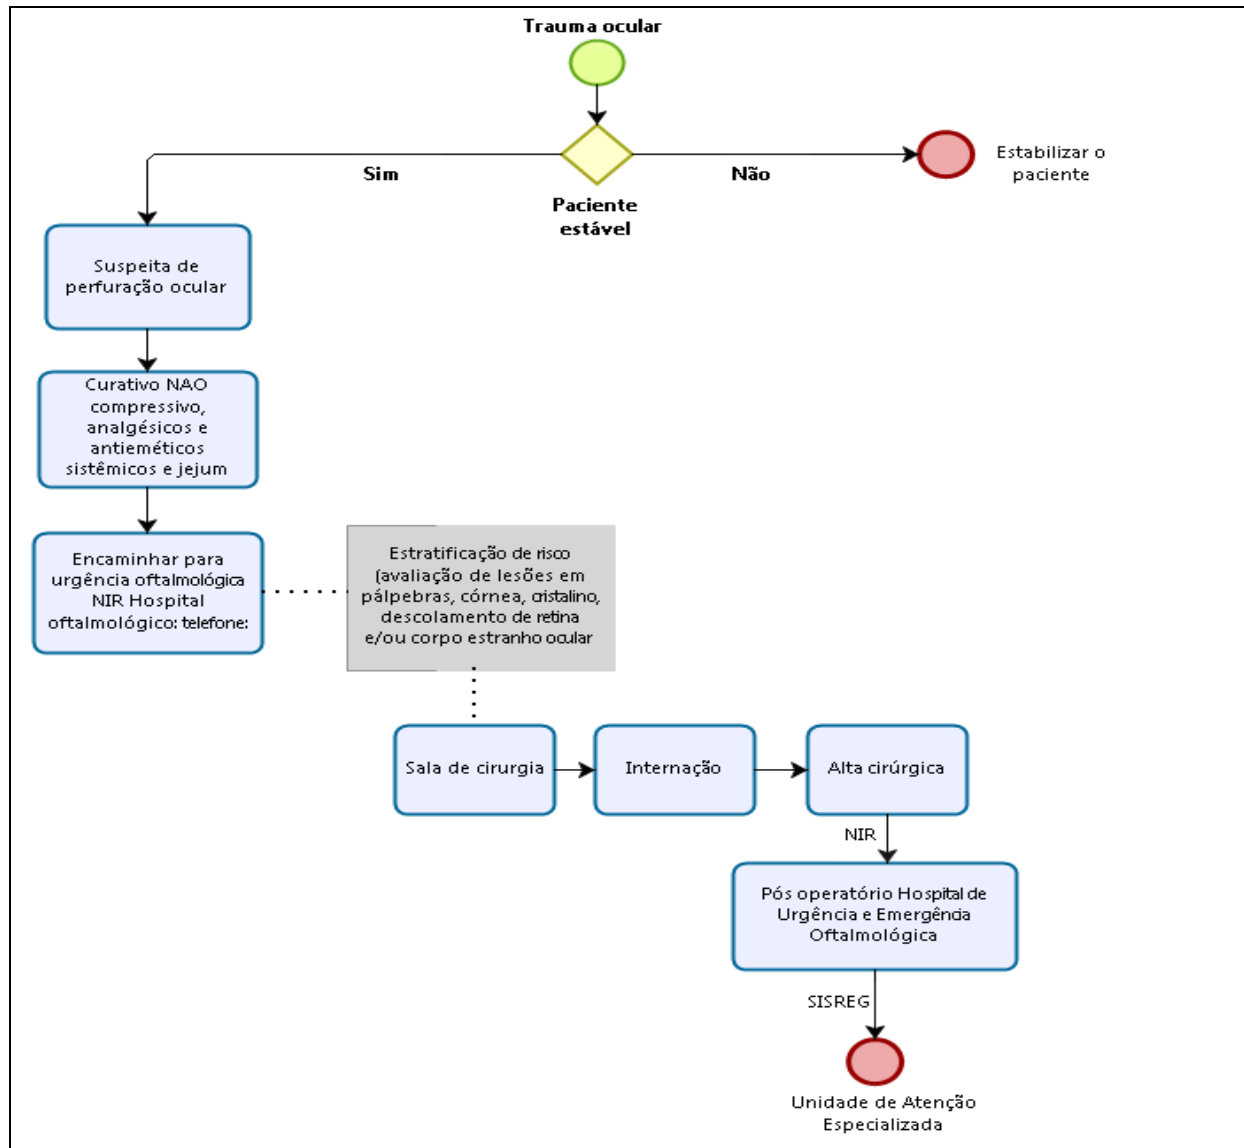 Trauma ocular
Sim
Não
Paciente
estável
Estabilizar o
paciente
Suspeita de
perfuração ocular
Curativo NAO
compressivo,
analgésicos e
antieméticos
sistêmicos e jejum
Encaminhar para
urgência oftalmológica
NIR Hospital
oftalmológico: telefone:
Estratificação de risco
(avaliação de lesões em
pálpebras, córnea, cristalino,
descolamento de retina
e/ou corpo estranho ocular
Sala de cirurgia
Internação
Alta cirúrgica
NIR
Pós operatório Hospital de
Urgência e Emergência
Oftalmológica
SISREG
Unidade de Atenção
Especializada